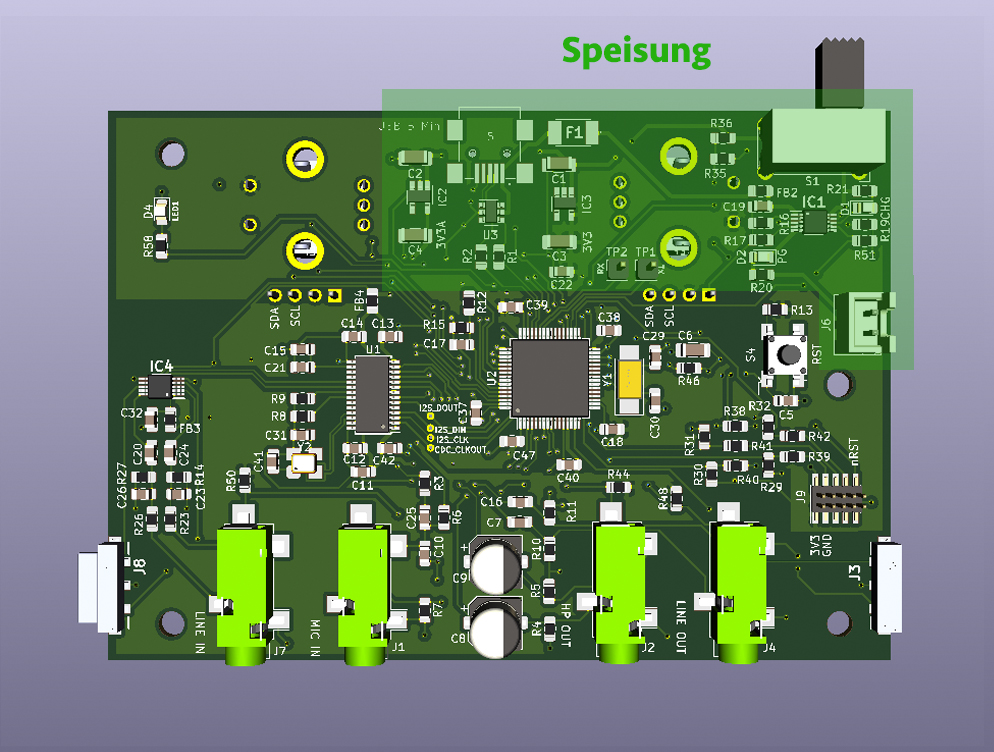 Speisung
F1
R36
R35
S1
C2
IC2
C4
3V3A
U3
R2
R1
C1
IC3
C3
3V3
C22
TP2
TP1
FB2
C19
R16
R17
D2
PG
R20
IC1
R21
D1
R19
CHG
R51
D4
LED1
R58
SDA
SCL
FB4
R12
C39
SDA
SCL
R13
J6
R15
C17
C14
C13
U1
C15
C21
R9
R8
C31
Y2
C41
C12
C42
C11
U2
C38
Y1
C29
C6
R46
C30
C18
C47
C40
C37
I2S_DOUT
I2S_DIN
I2S_CLK
CDC_CLKOUT
S4
RST
C5
IC4
C32
FB3
C20
C24
R27
C26
R14
C23
R26
R23
R50
R3
C25
R6
C10
R7
C16
C7
R11
R10
R5
R4
C9
C8
R44
R48
R31
R30
R38
R32
R41
R40
R29
R42
R39
nRST
J9
3V3
GND
J8
LINE IN
J7
MIC IN
J1
HP OUT
J2
LINE OUT
J4
J3